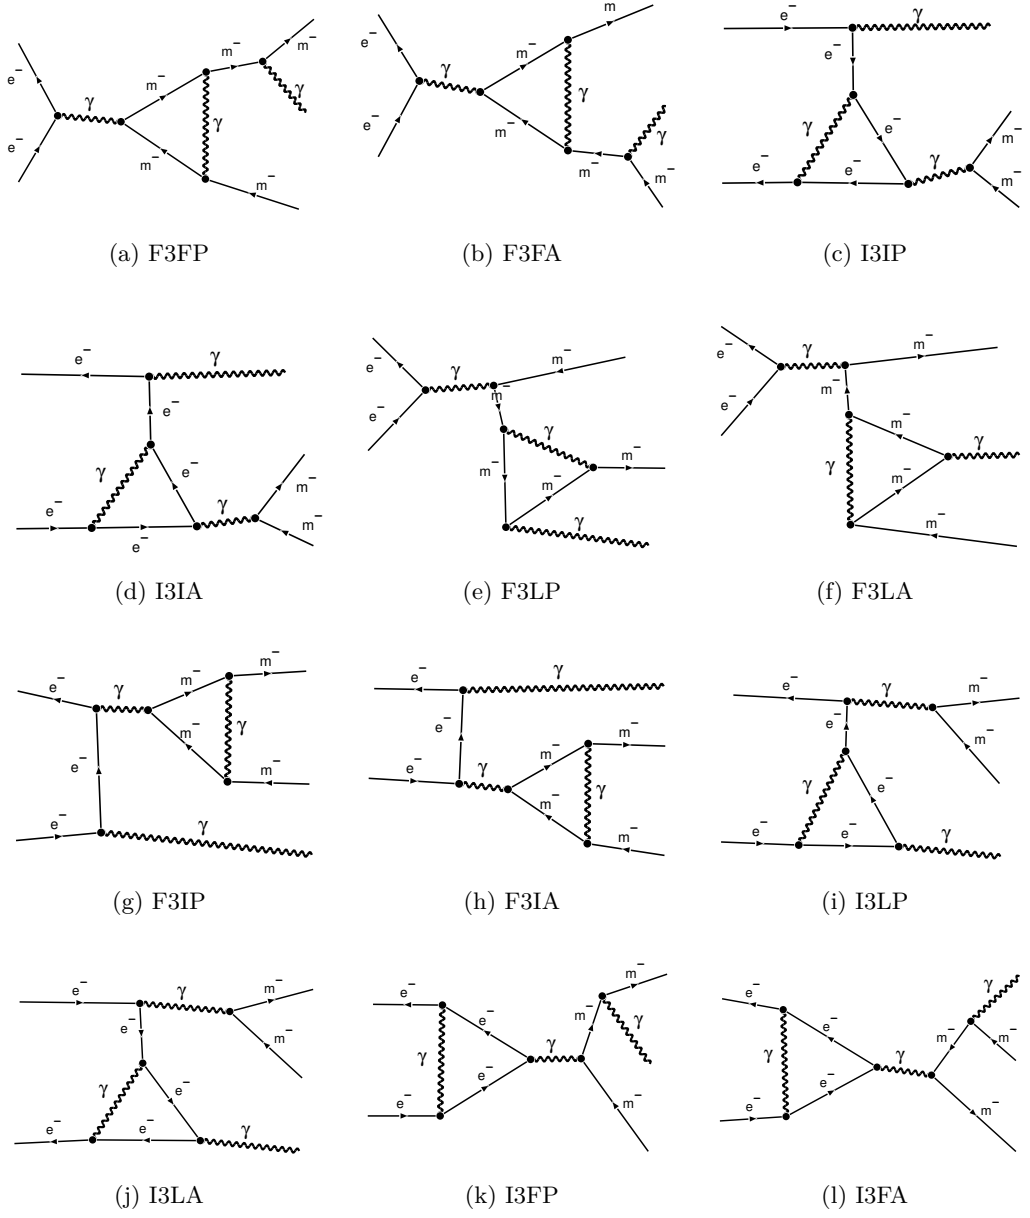 e⁻ e⁻ γ m⁻ m⁻ γ m⁻ m⁻ γ m⁻
(a) F3FP
e⁻ e⁻ γ m⁻ m⁻ γ m m⁻ γ m⁻
(b) F3FA
e⁻ γ e⁻ γ e⁻ e⁻ e⁻ γ m⁻ m⁻
(c) I3IP
e⁻ γ e⁻ γ e⁻ e⁻ e⁻ γ m⁻ m⁻
(d) I3IA
e⁻ e⁻ γ m⁻ m⁻ γ m⁻ m⁻ m⁻ γ
(e) F3LP
e⁻ e⁻ γ m⁻ m⁻ m⁻ γ m⁻ γ m⁻
(f) F3LA
e⁻ γ m⁻ m⁻ γ m⁻ m⁻ e⁻ e⁻ γ
(g) F3IP
e⁻ γ e⁻ e⁻ γ m⁻ m⁻ γ m⁻ m⁻
(h) F3IA
e⁻ γ m⁻ m⁻ e⁻ γ e⁻ e⁻ e⁻ γ
(i) I3LP
e⁻ γ m⁻ m⁻ e⁻ γ e⁻ e⁻ e⁻ γ
(j) I3LA
e⁻ γ e⁻ e⁻ e⁻ γ m⁻ m⁻ γ m⁻
(k) I3FP
e⁻ γ e⁻ e⁻ e⁻ γ m⁻ γ m⁻ m⁻
(l) I3FA